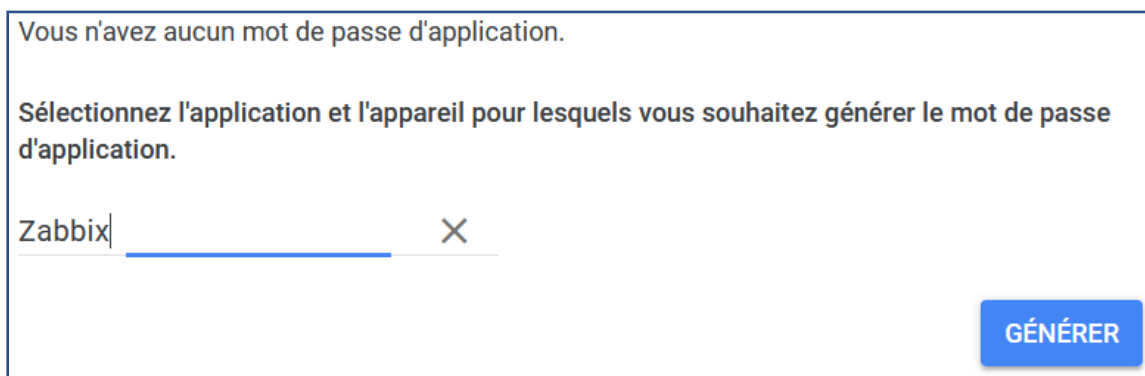 Vous n'avez aucun mot de passe d'application.
Sélectionnez l'application et l'appareil pour lesquels vous souhaitez générer le mot de passe
d'application.
Zabbix
GÉNÉRER